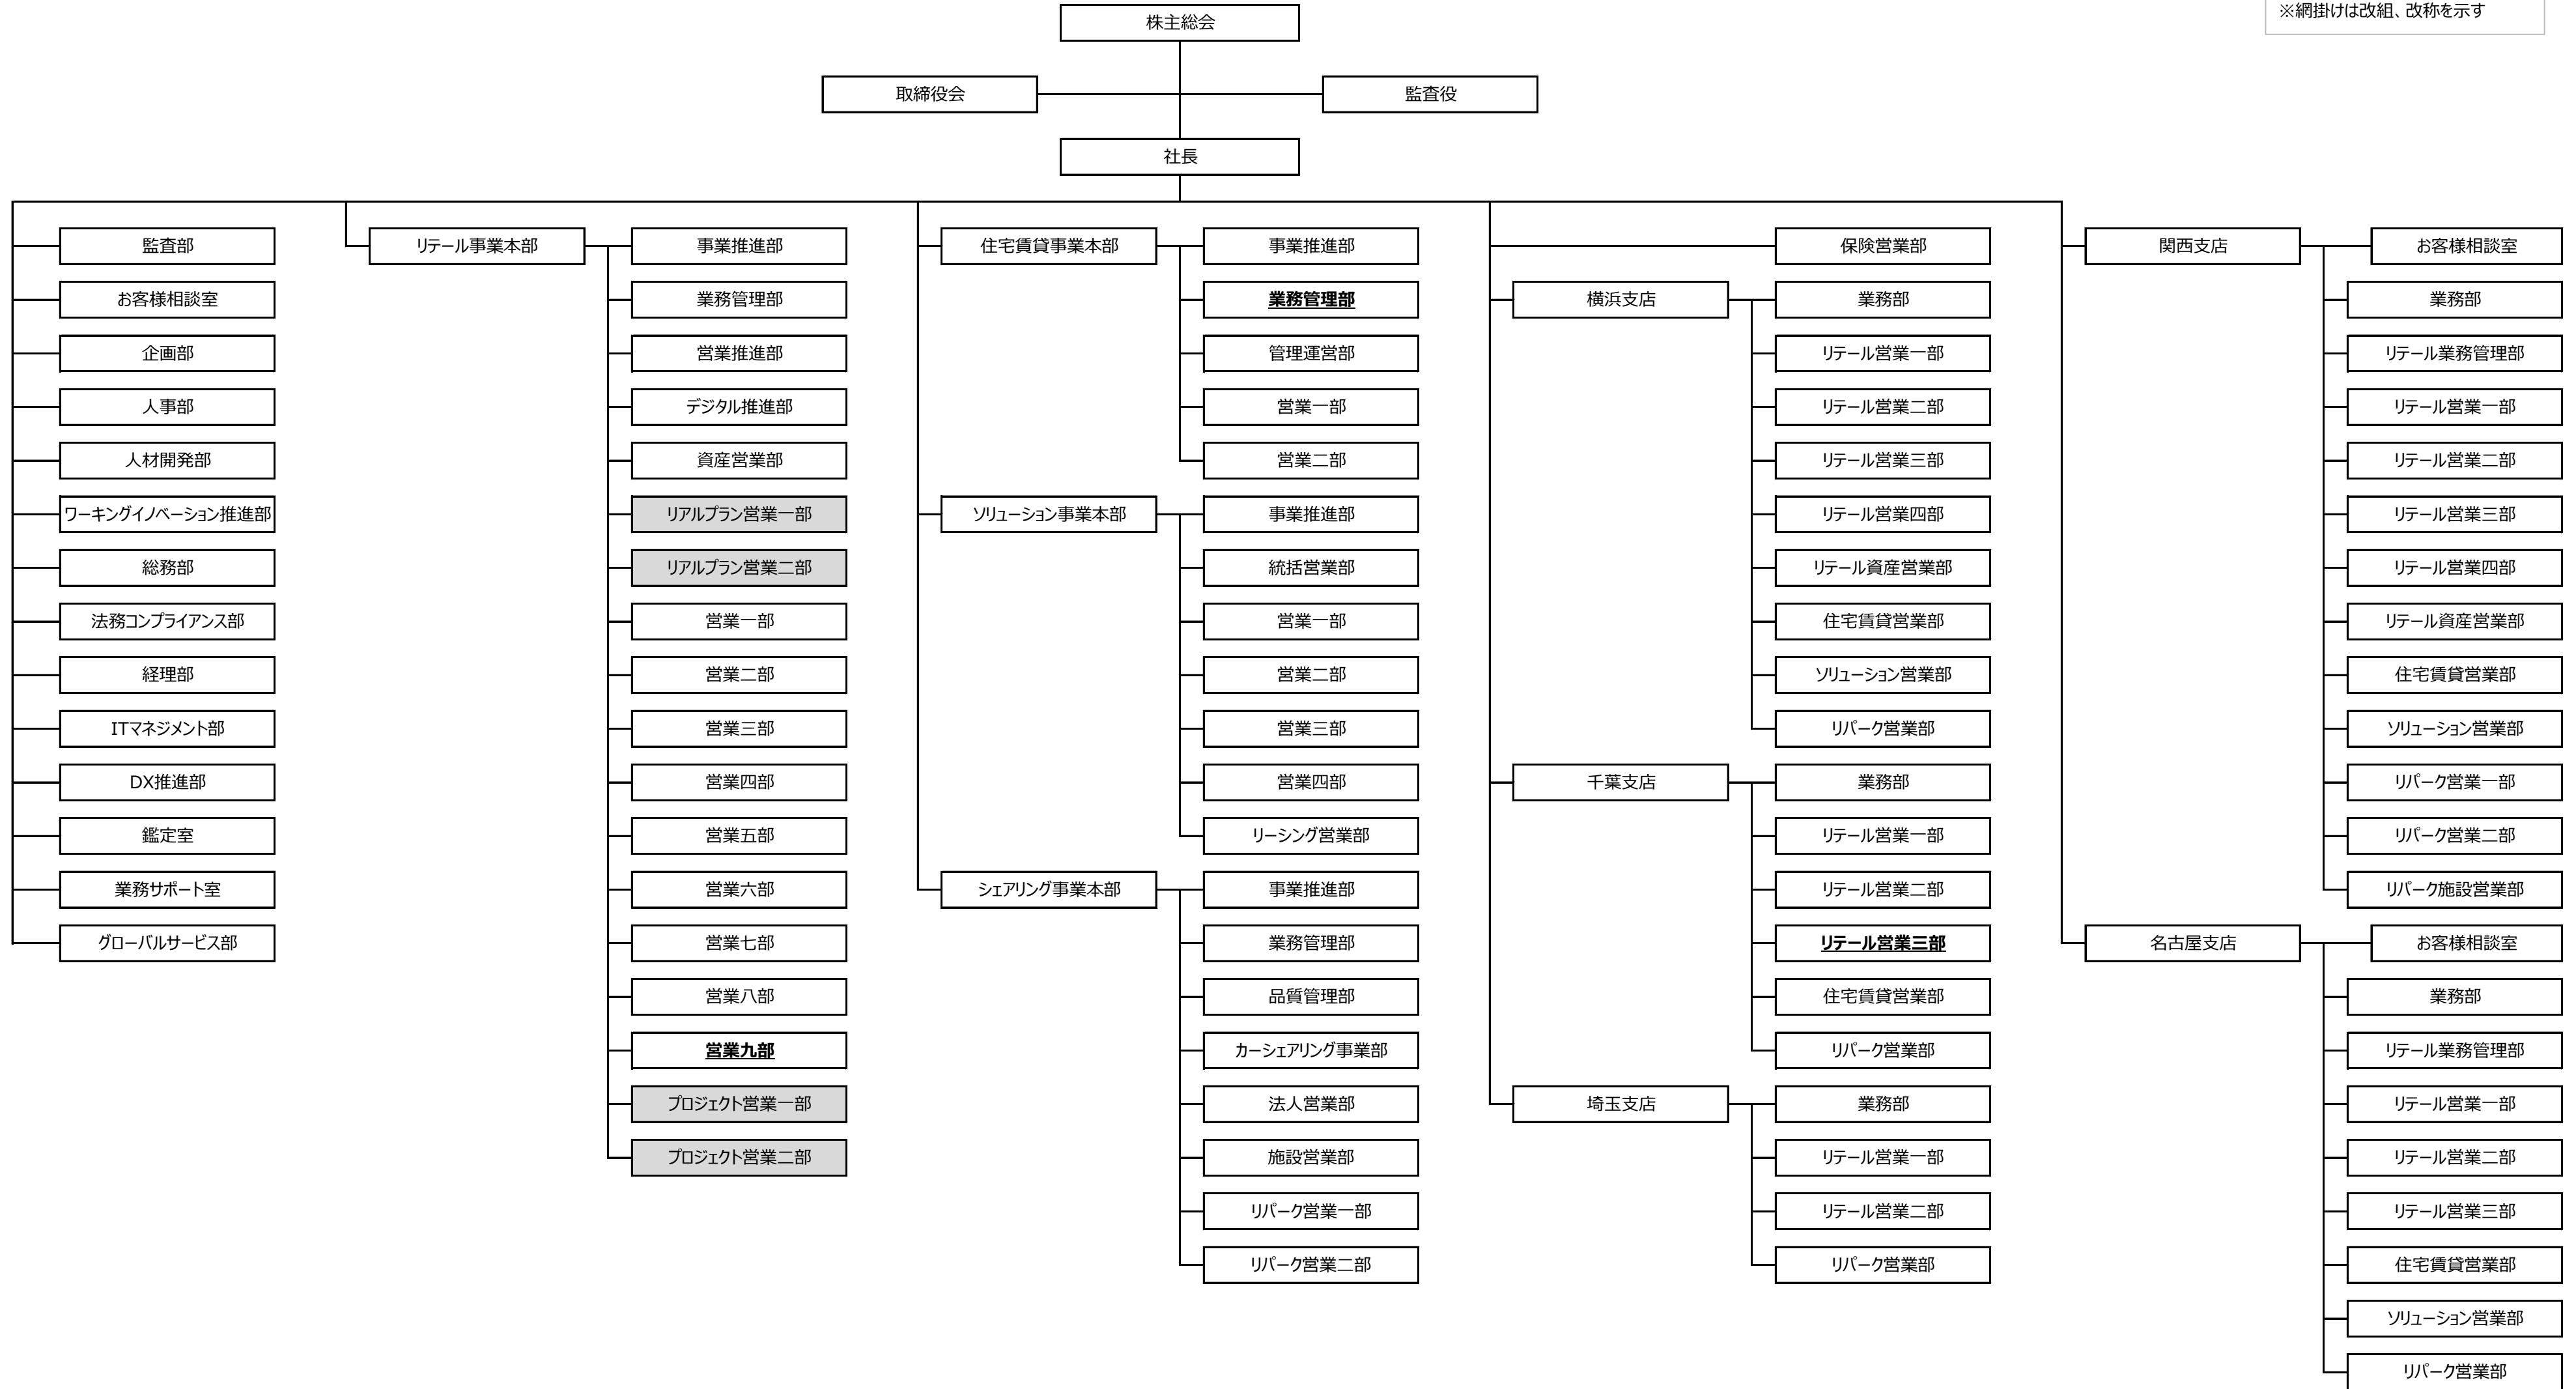 ※網掛けは改組、改称を示す
株主総会
取締役会
監査役
社長
監査部
お客様相談室
企画部
人事部
人材開発部
ワーキングイノベーション推進部
総務部
法務コンプライアンス部
経理部
ITマネジメント部
DX推進部
鑑定室
業務サポート室
グローバルサービス部
リテール事業本部
事業推進部
業務管理部
営業推進部
デジタル推進部
資産営業部
リアルプラン営業一部
リアルプラン営業二部
営業一部
営業二部
営業三部
営業四部
営業五部
営業六部
営業七部
営業八部
営業九部
プロジェクト営業一部
プロジェクト営業二部
住宅賃貸事業本部
事業推進部
業務管理部
管理運営部
営業一部
営業二部
ソリューション事業本部
事業推進部
統括営業部
営業一部
営業二部
営業三部
営業四部
リーシング営業部
シェアリング事業本部
事業推進部
業務管理部
品質管理部
カーシェアリング事業部
法人営業部
施設営業部
リパーク営業一部
リパーク営業二部
保険営業部
横浜支店
業務部
リテール営業一部
リテール営業二部
リテール営業三部
リテール営業四部
リテール資産営業部
住宅賃貸営業部
ソリューション営業部
リパーク営業部
千葉支店
業務部
リテール営業一部
リテール営業二部
リテール営業三部
住宅賃貸営業部
リパーク営業部
埼玉支店
業務部
リテール営業一部
リテール営業二部
リパーク営業部
関西支店
お客様相談室
業務部
リテール業務管理部
リテール営業一部
リテール営業二部
リテール営業三部
リテール営業四部
リテール資産営業部
住宅賃貸営業部
ソリューション営業部
リパーク営業一部
リパーク営業二部
リパーク施設営業部
名古屋支店
お客様相談室
業務部
リテール業務管理部
リテール営業一部
リテール営業二部
リテール営業三部
住宅賃貸営業部
ソリューション営業部
リパーク営業部